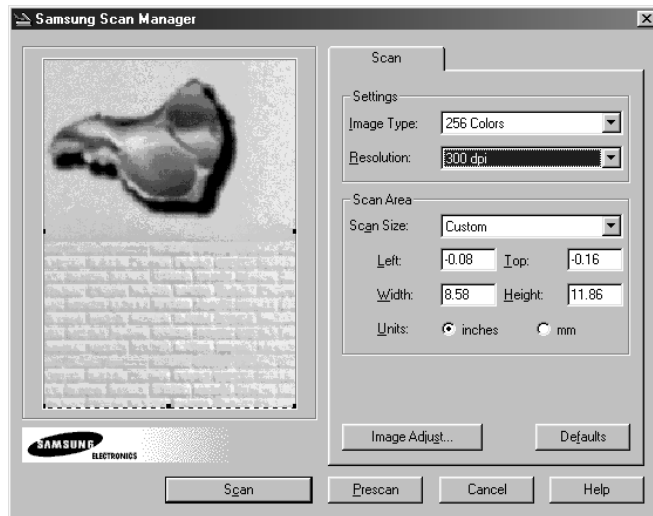 Samsung Scan Manager
Scan
Settings
Image Type: 256 Colors
Resolution: 300 dpi
Scan Area
Scan Size: Custom
Left: -0.08 Top: -0.16
Width: 8.58 Height: 11.86
Units: inches mm
Image Adjust... Defaults
SAMSUNG
ELECTRONICS
Scan Prescan Cancel Help